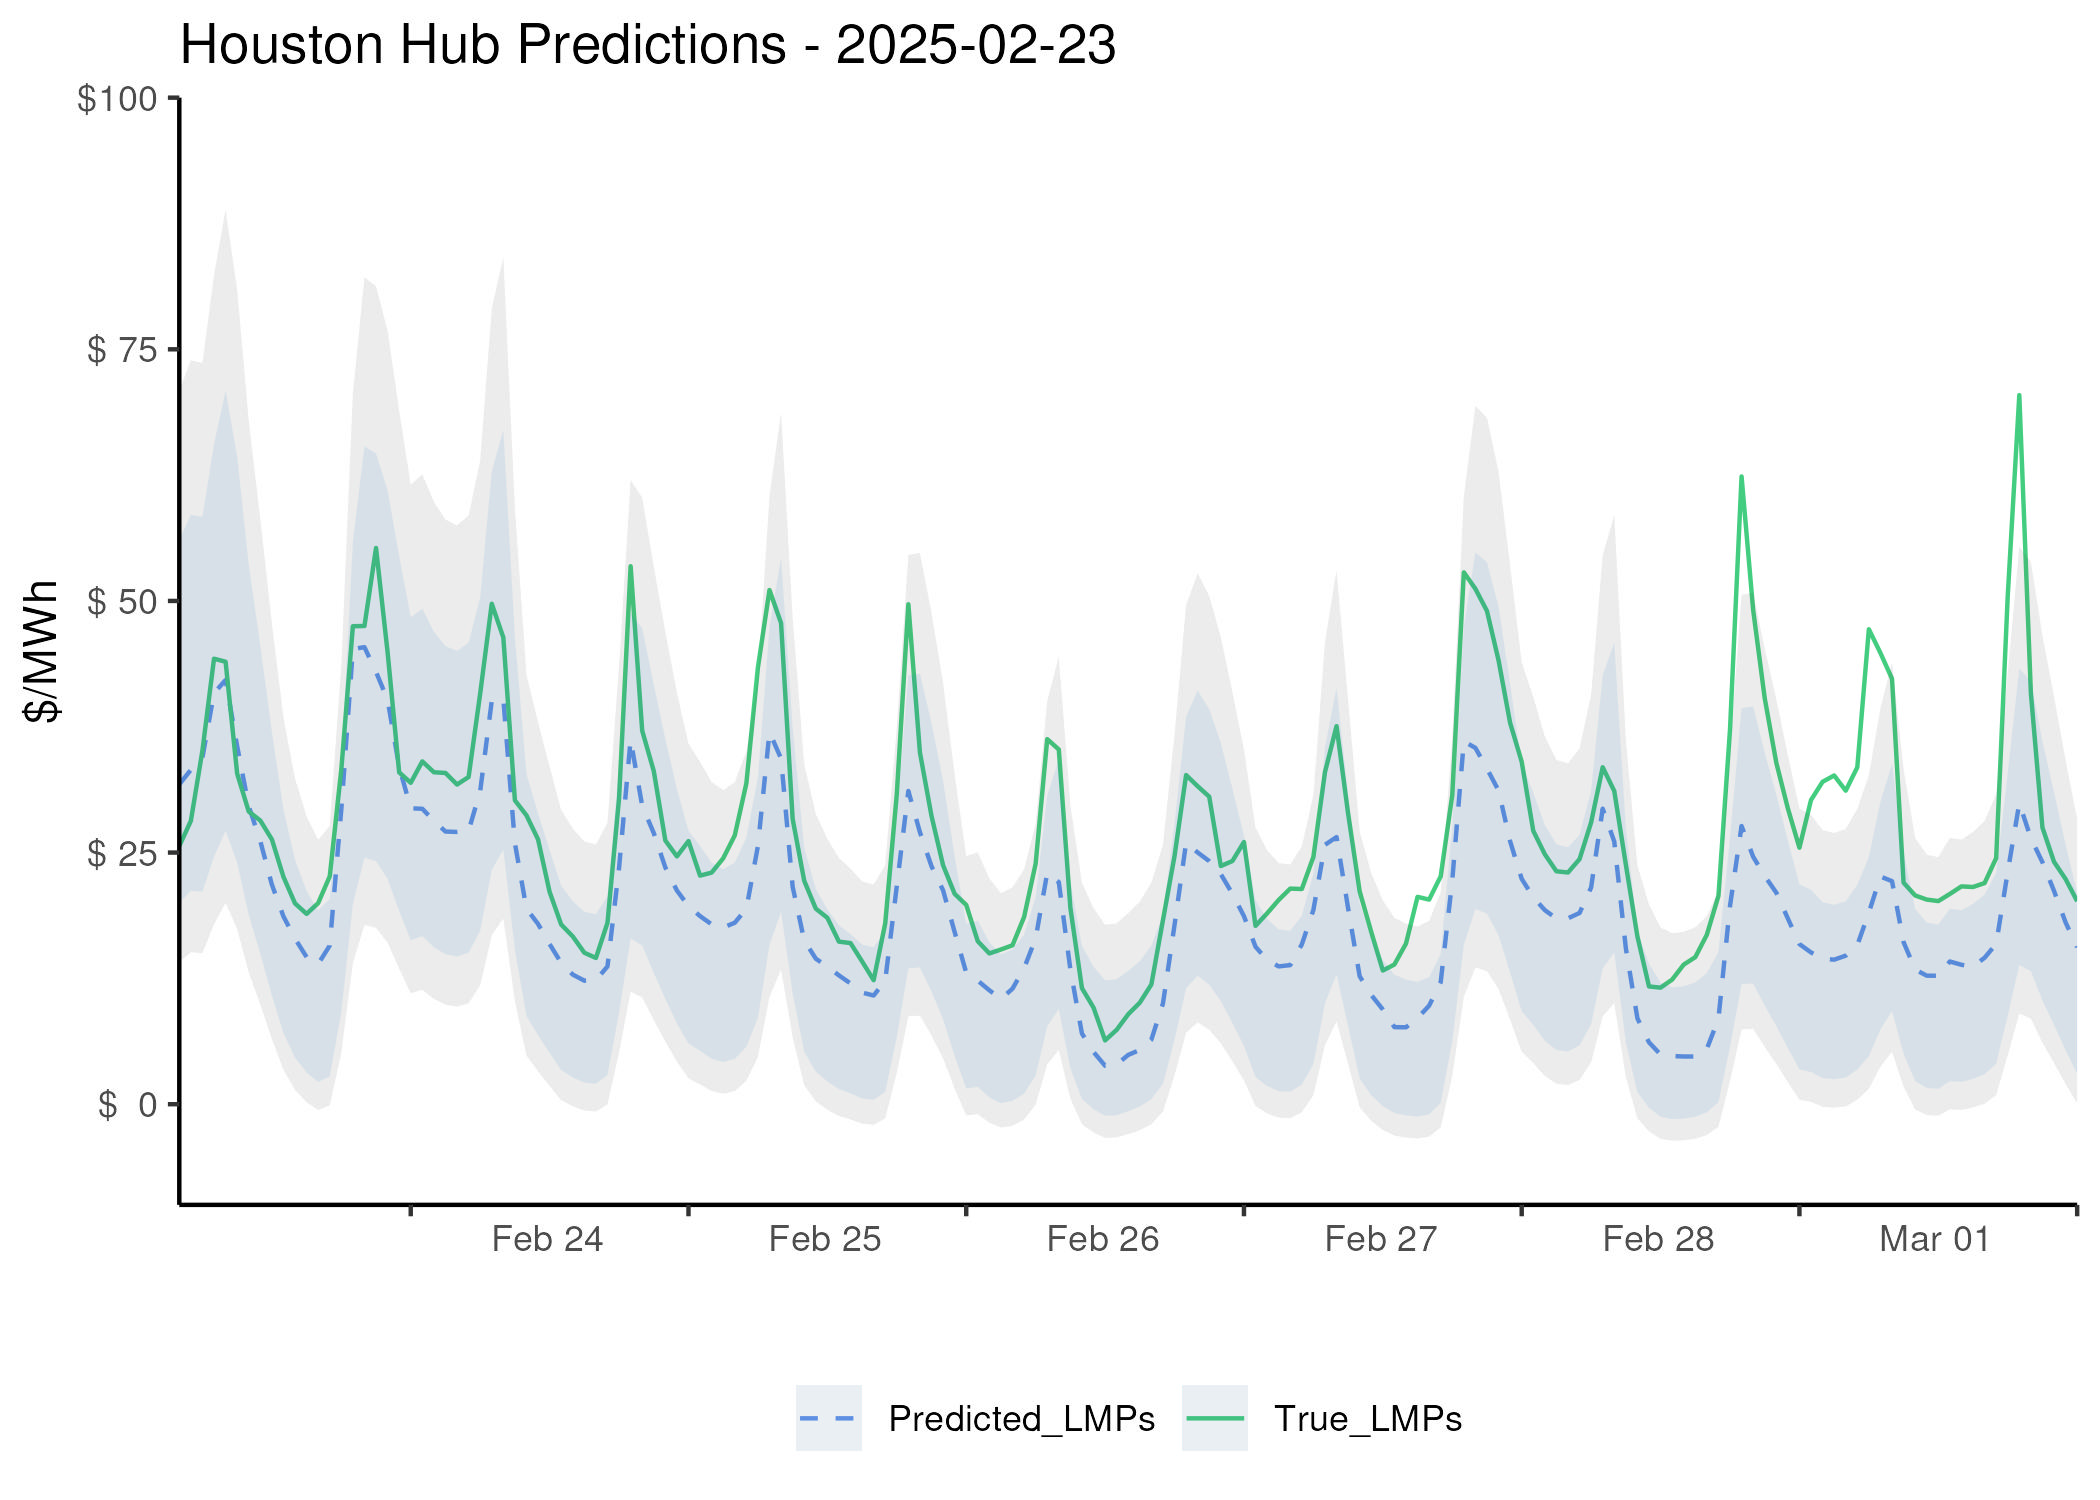 Houston Hub Predictions - 2025-02-23
$100
$ 75
$ 50
$ 25
$  0
$/MWh
Feb 24 Feb 25 Feb 26 Feb 27 Feb 28 Mar 01
Predicted_LMPs True_LMPs